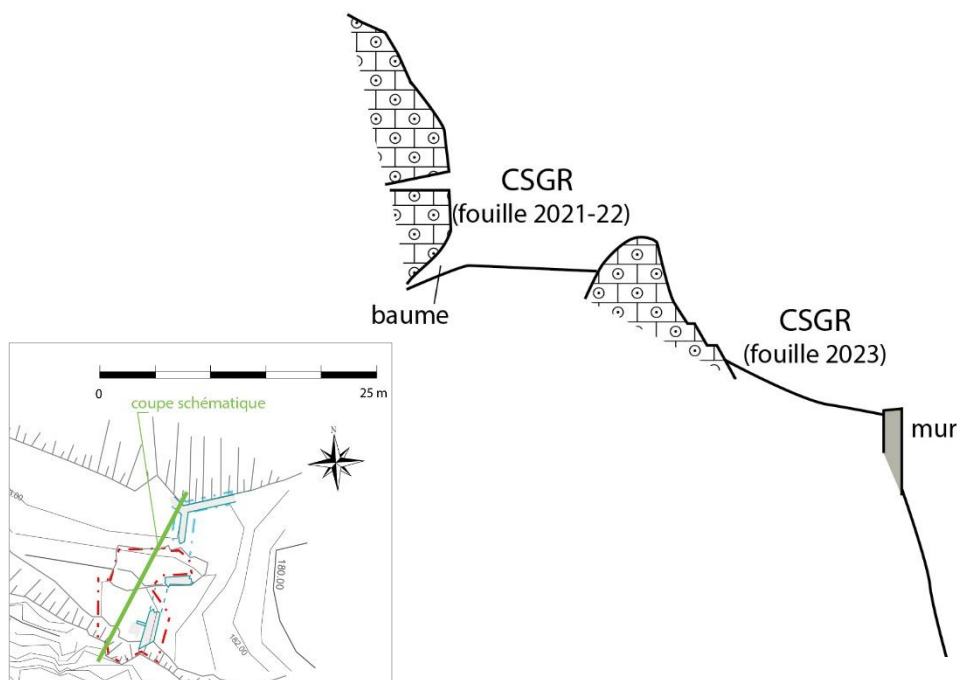 CSGR
(fouille 2021-22)
baume
CSGR
(fouille 2023)
mur
0
25 m
coupe schématique
N
180.00
182.00